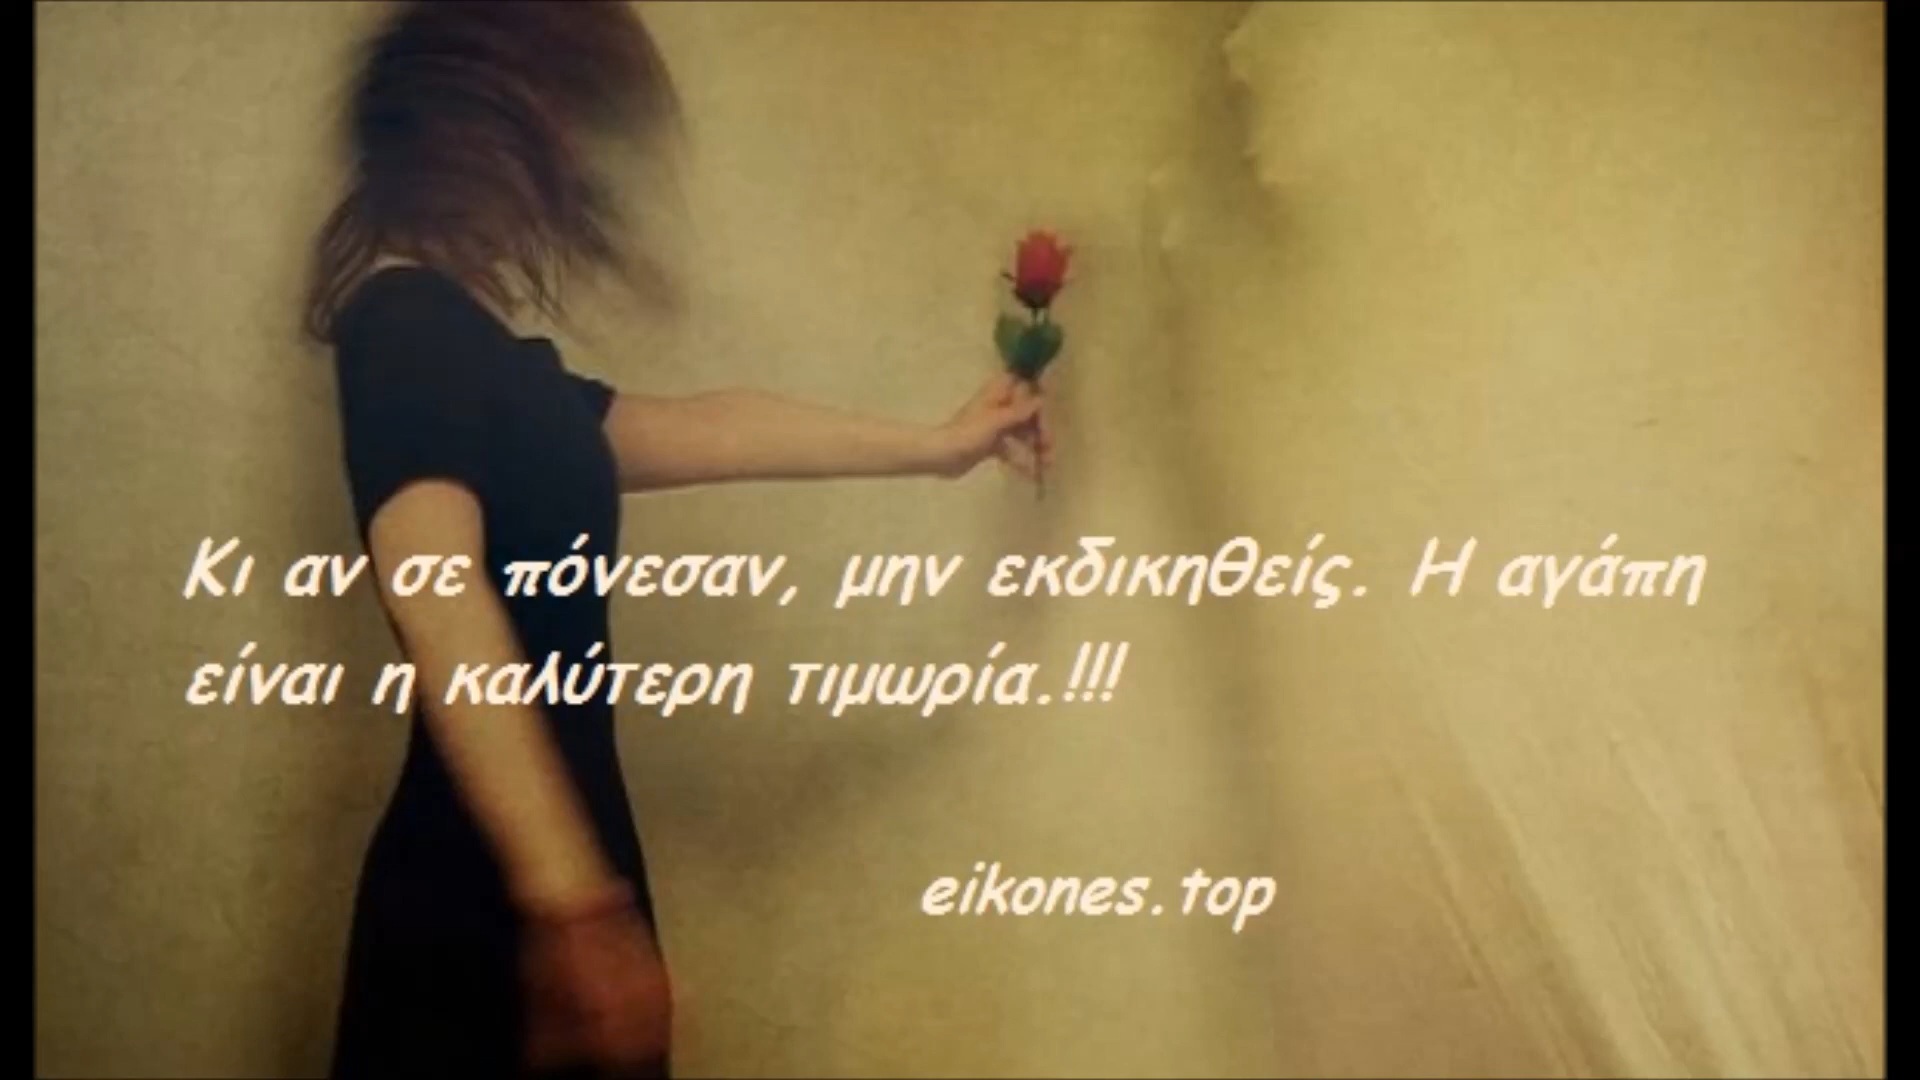 Κι αν σε πόνεσαν, μην εκδικηθείς. Η αγάπη
είναι η καλύτερη τιμωρία.!!!
eikones.top